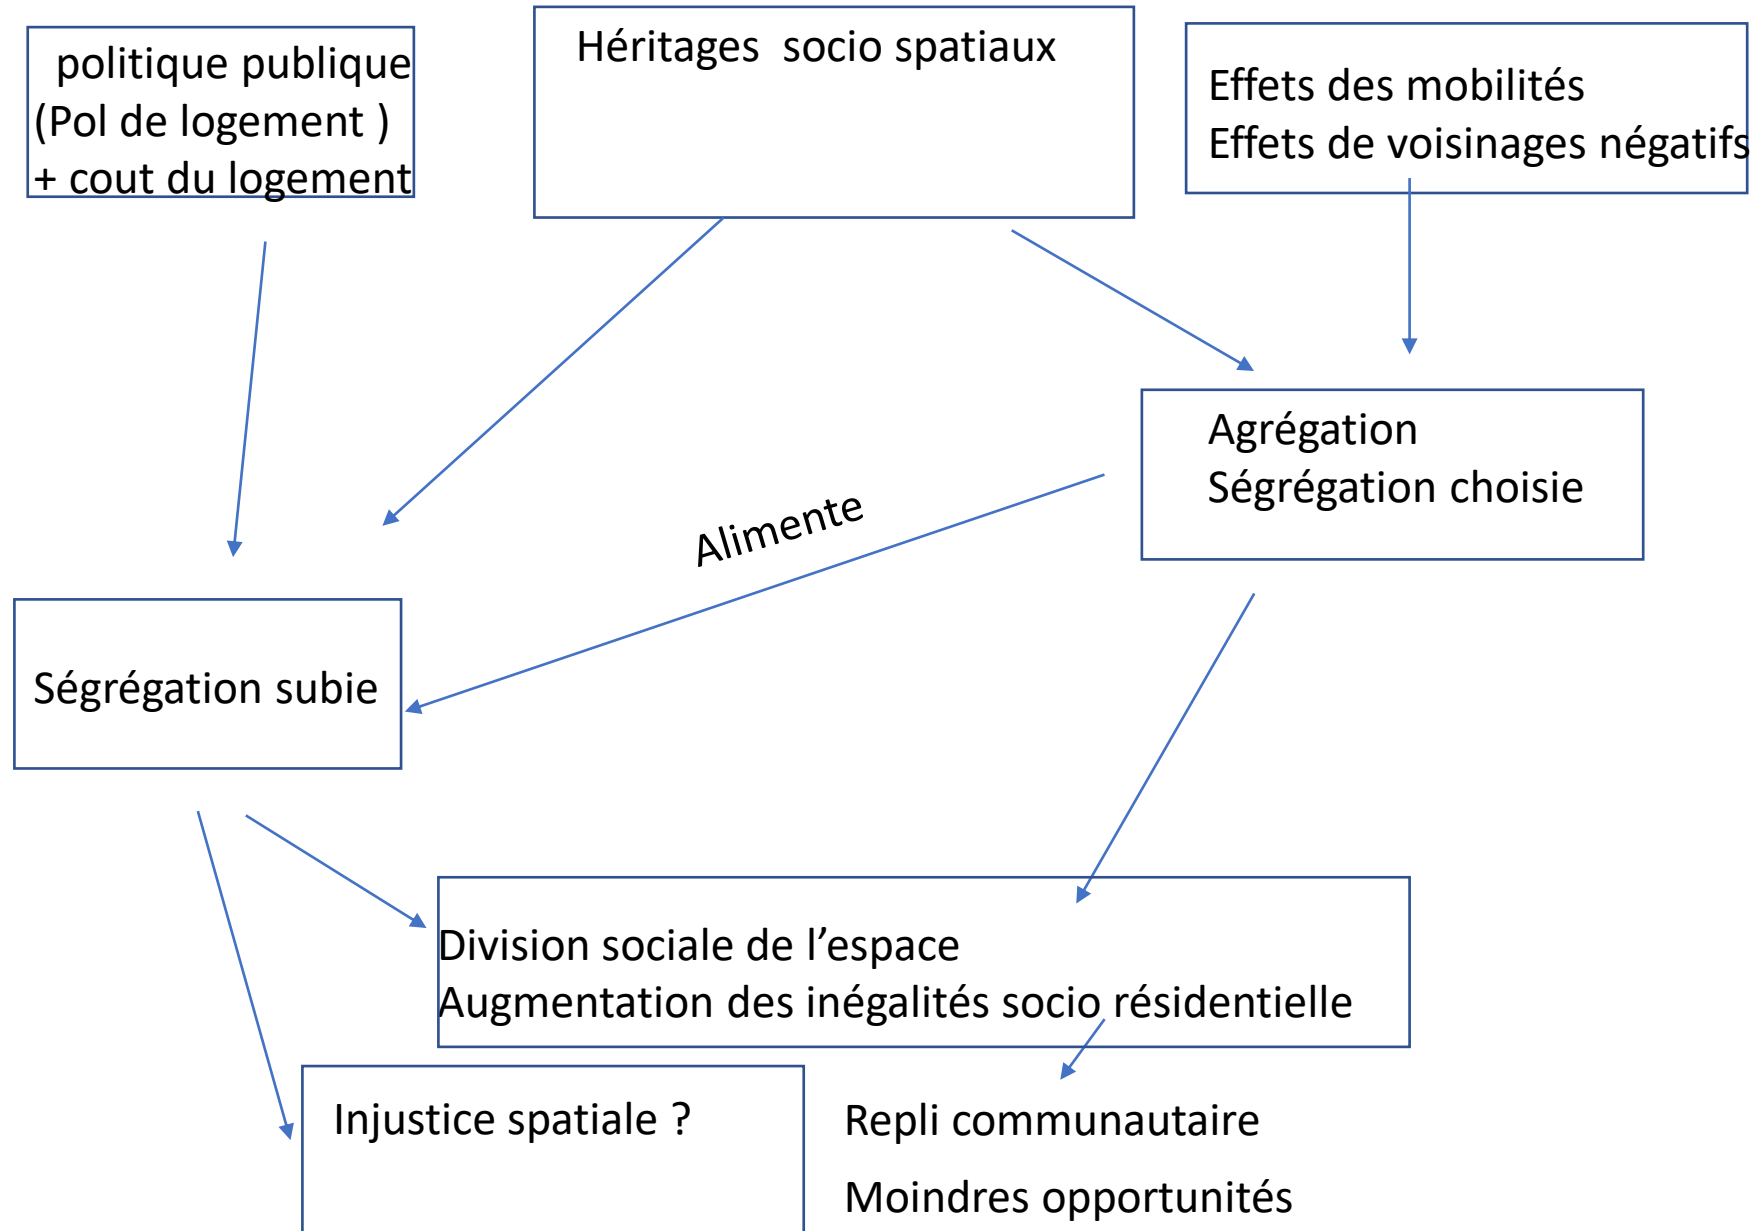 politique publique
(Pol de logement )
+ cout du logement
Héritages  socio spatiaux
Effets des mobilités
Effets de voisinages négatifs
Agrégation
Ségrégation choisie
Alimente
Ségrégation subie
Division sociale de l’espace
Augmentation des inégalités socio résidentielle
Injustice spatiale ?
Repli communautaire
Moindres opportunités